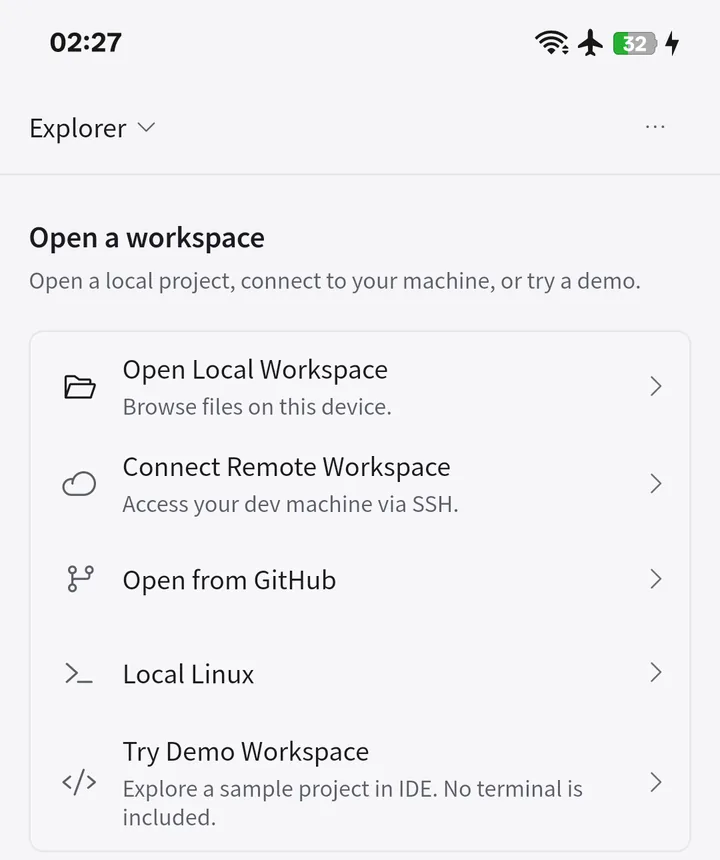 02:27
32
Explorer
...
Open a workspace
Open a local project, connect to your machine, or try a demo.
Open Local Workspace
Browse files on this device.
Connect Remote Workspace
Access your dev machine via SSH.
Open from GitHub
Local Linux
Try Demo Workspace
Explore a sample project in IDE. No terminal is
included.